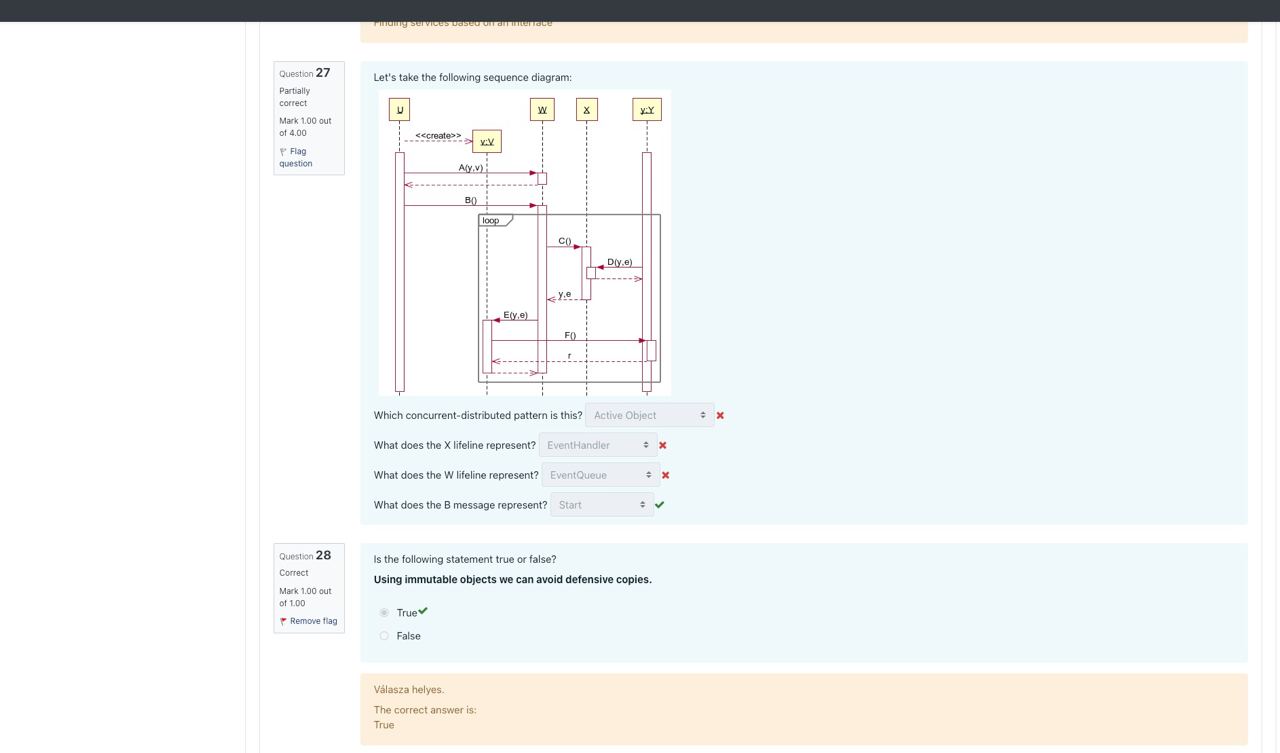 Finding services based on an interface
Question 27
Partially
correct
Mark 1.00 out
of 4.00
Flag
question
Let's take the following sequence diagram:
U
W
X
y:Y
<<create>>
v:V
A(y,v)
B()
loop
C()
D(y,e)
y,e
E(y,e)
F()
r
Which concurrent-distributed pattern is this? Active Object
What does the X lifeline represent? EventHandler
What does the W lifeline represent? EventQueue
What does the B message represent? Start
Question 28
Correct
Mark 1.00 out
of 1.00
Remove flag
Is the following statement true or false?
Using immutable objects we can avoid defensive copies.
True
False
Válasza helyes.
The correct answer is:
True